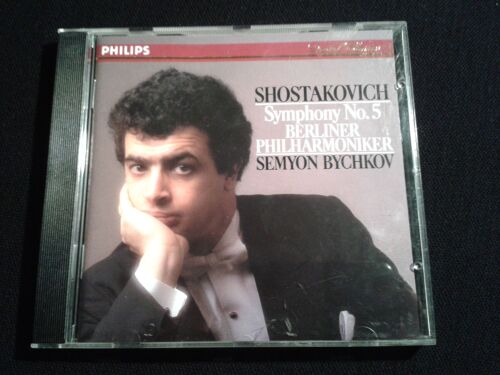 PHILIPS
SHOSTAKOVICH
Symphony No. 5
BERLINER
PHILHARMONIKER
SEMYON BYCHKOV